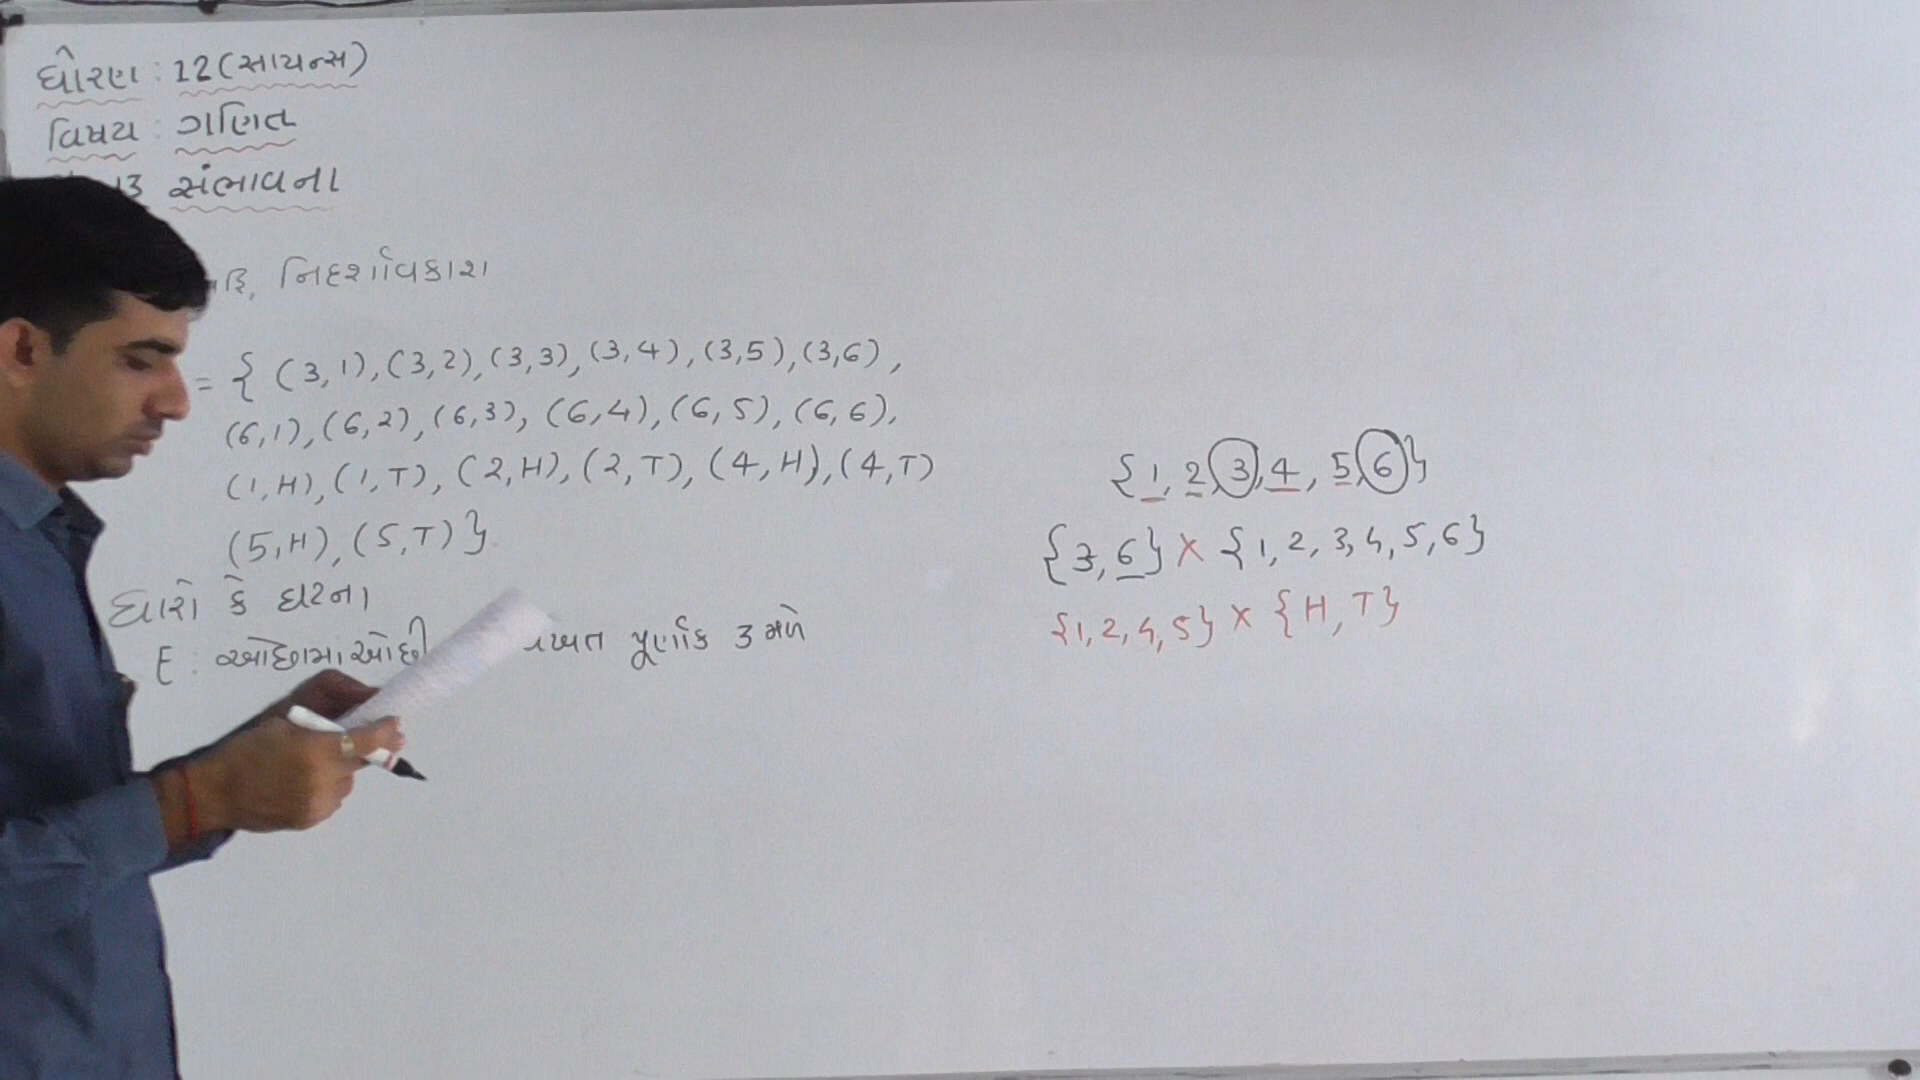 ધોરણ : 12 (સાયન્સ)
વિષય : ગણિત
સંભાવના
નિદર્શાવકાશ
= { (3,1), (3,2), (3,3), (3,4), (3,5), (3,6),
(6,1), (6,2), (6,3), (6,4), (6,5), (6,6),
(1,H), (1,T), (2,H), (2,T), (4,H), (4,T)
(5,H), (5,T) }
ધારો કે ઘટના
E : ઓછામાં ઓછી પૂર્ણાંક 3 મળે
{1, 2, 3, 4, 5, 6}
{3, 6} × {1, 2, 3, 4, 5, 6}
{1, 2, 4, 5} × {H, T}